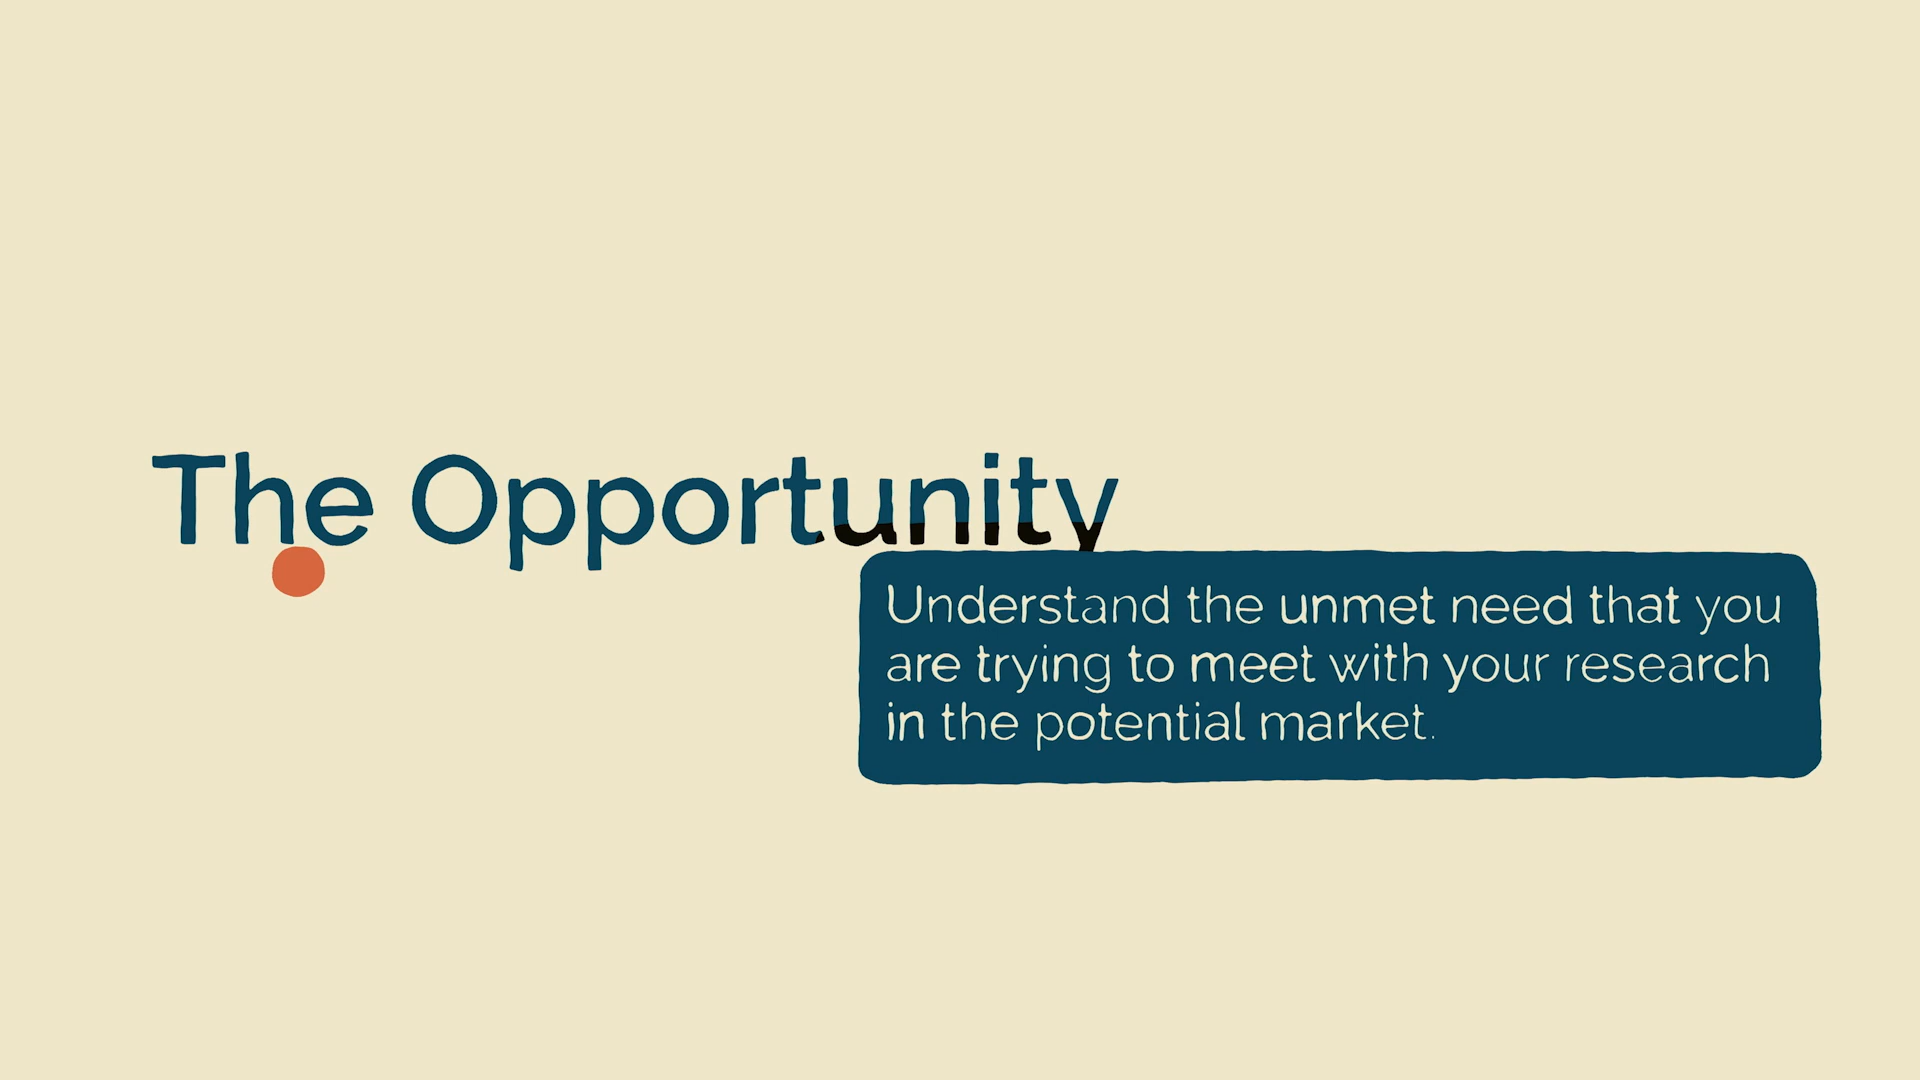 The Opportunity
Understand the unmet need that you
are trying to meet with your research
in the potential market.